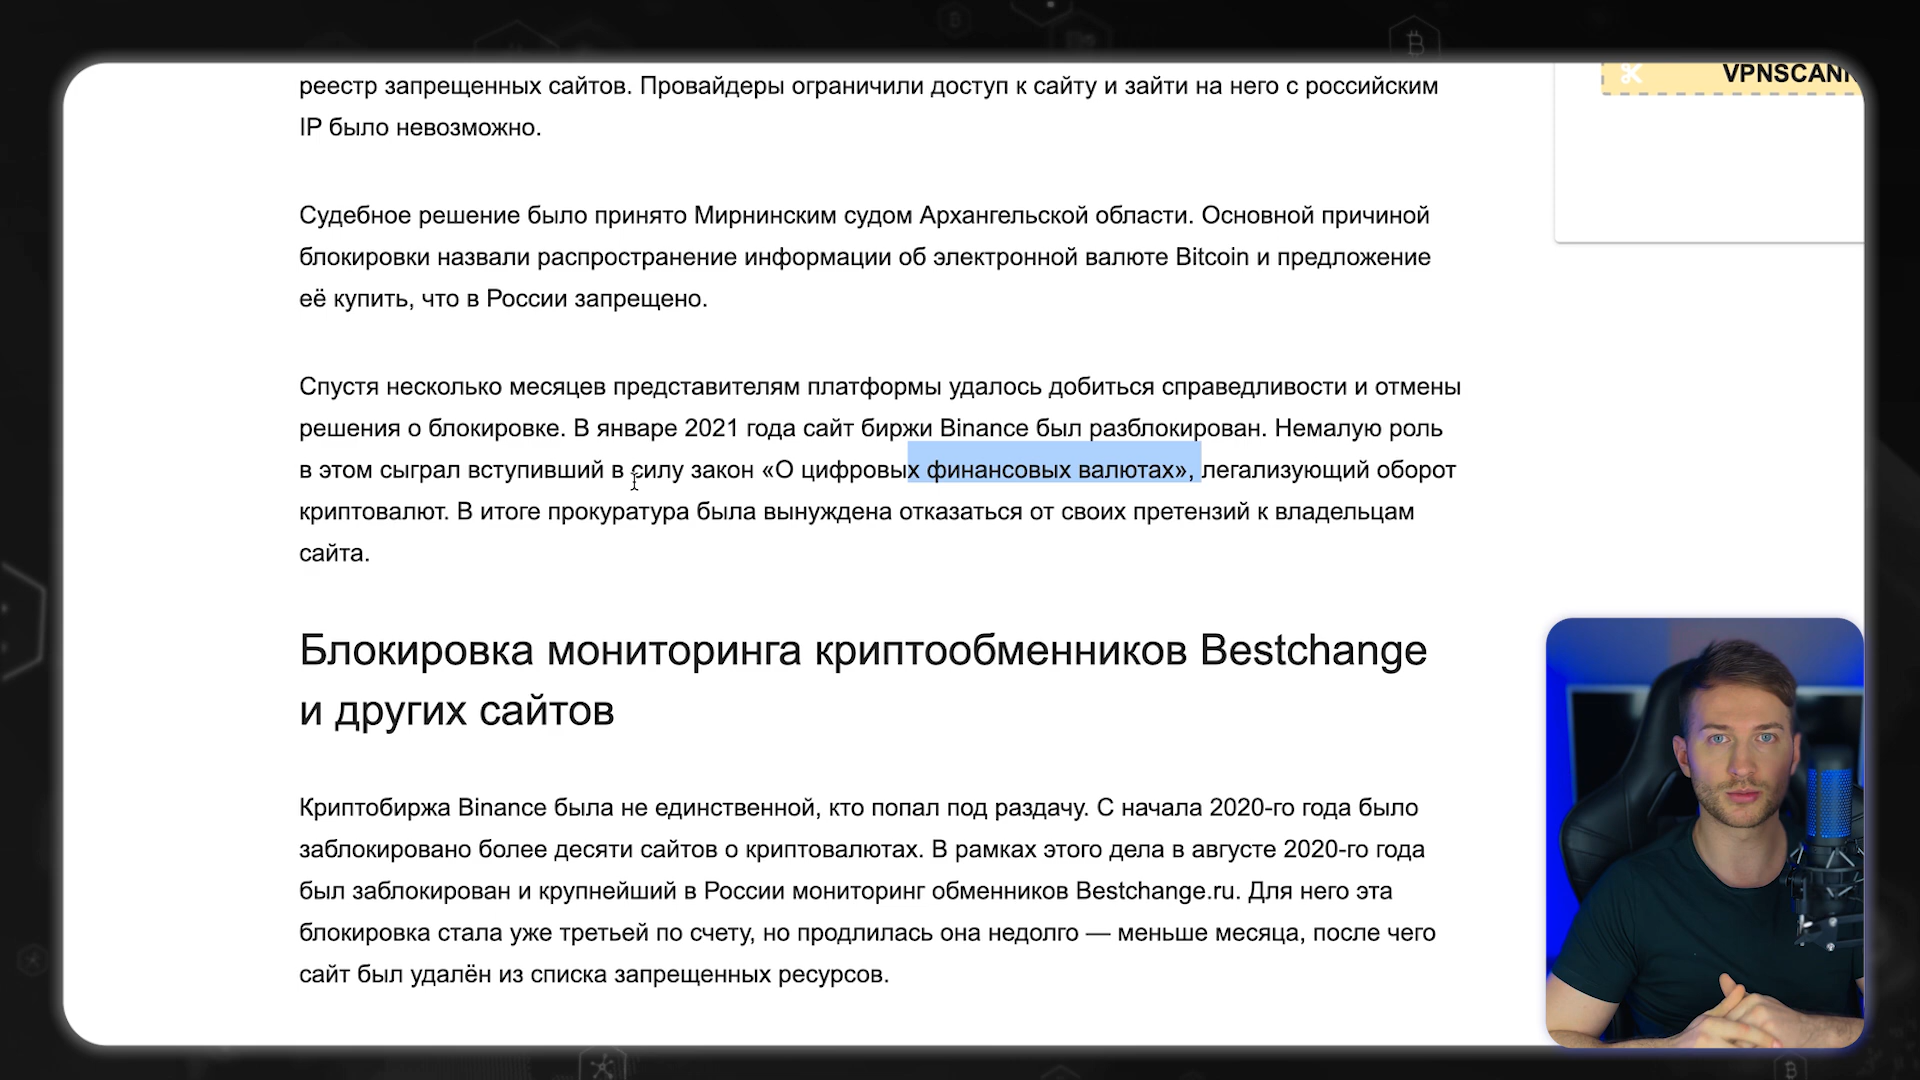 реестр запрещенных сайтов. Провайдеры ограничили доступ к сайту и зайти на него с российским
IP было невозможно.
Судебное решение было принято Мирнинским судом Архангельской области. Основной причиной
блокировки назвали распространение информации об электронной валюте Bitcoin и предложение
её купить, что в России запрещено.
Спустя несколько месяцев представителям платформы удалось добиться справедливости и отмены
решения о блокировке. В январе 2021 года сайт биржи Binance был разблокирован. Немалую роль
в этом сыграл вступивший в силу закон «О цифровых финансовых валютах», легализующий оборот
криптовалют. В итоге прокуратура была вынуждена отказаться от своих претензий к владельцам
сайта.
Блокировка мониторинга криптообменников Bestchange
и других сайтов
Криптобиржа Binance была не единственной, кто попал под раздачу. С начала 2020-го года было
заблокировано более десяти сайтов о криптовалютах. В рамках этого дела в августе 2020-го года
был заблокирован и крупнейший в России мониторинг обменников Bestchange.ru. Для него эта
блокировка стала уже третьей по счету, но продлилась она недолго — меньше месяца, после чего
сайт был удалён из списка запрещенных ресурсов.